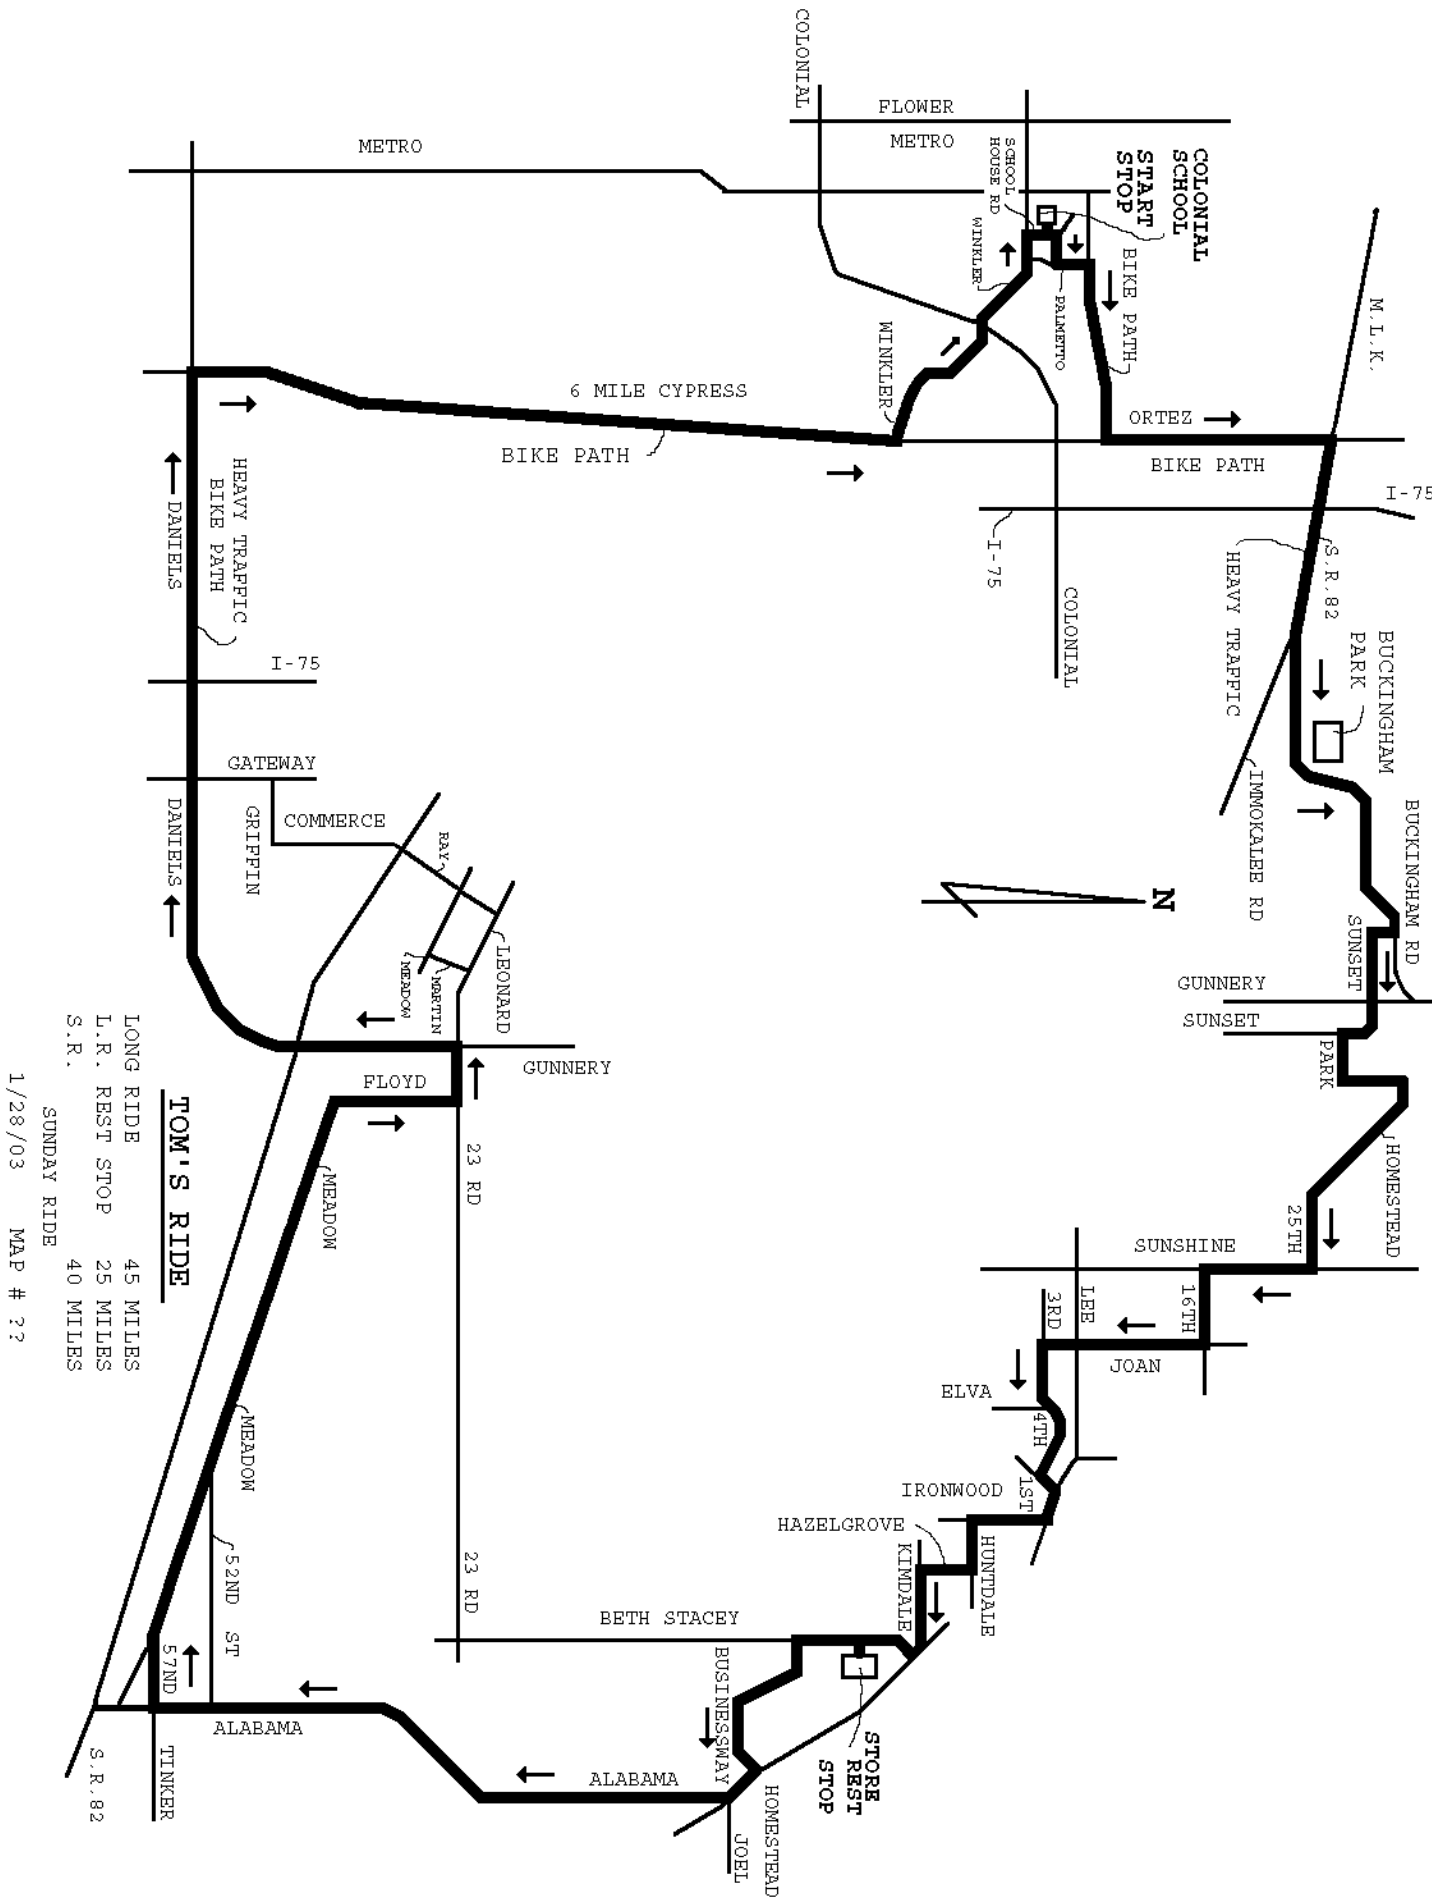 COLONIAL
FLOWER
METRO
METRO
SCHOOL
HOUSE RD
COLONIAL
SCHOOL
START
STOP
WINKLER
PALMETTO
BIKE PATH
M.L.K.
WINKLER
6 MILE CYPRESS
BIKE PATH
ORTEZ
BIKE PATH
I-75
I-75
S.R.82
HEAVY TRAFFIC
HEAVY TRAFFIC
BIKE PATH
DANIELS
COLONIAL
BUCKINGHAM
PARK
I-75
GATEWAY
DANIELS
GRIFFIN
COMMERCE
RAY
IMMOKALEE RD
BUCKINGHAM RD
N
SUNSET
LEONARD
MARTIN
MEADOW
GUNNERY
SUNSET
PARK
GUNNERY
FLOYD
23 RD
HOMESTEAD
MEADOW
25TH
SUNSHINE
16TH
LEE
3RD
JOAN
ELVA
4TH
MEADOW
IRONWOOD
1ST
HAZELGROVE
KIMDALE
HUNTDALE
52ND ST
23 RD
BETH STACEY
57ND
BUSINESSWAY
ALABAMA
STORE
REST
STOP
ALABAMA
S.R.82
TINKER
HOMESTEAD
JOEL
TOM'S RIDE
LONG RIDE 45 MILES
L.R. REST STOP 25 MILES
S.R. 40 MILES
SUNDAY RIDE
1/28/03 MAP # ??